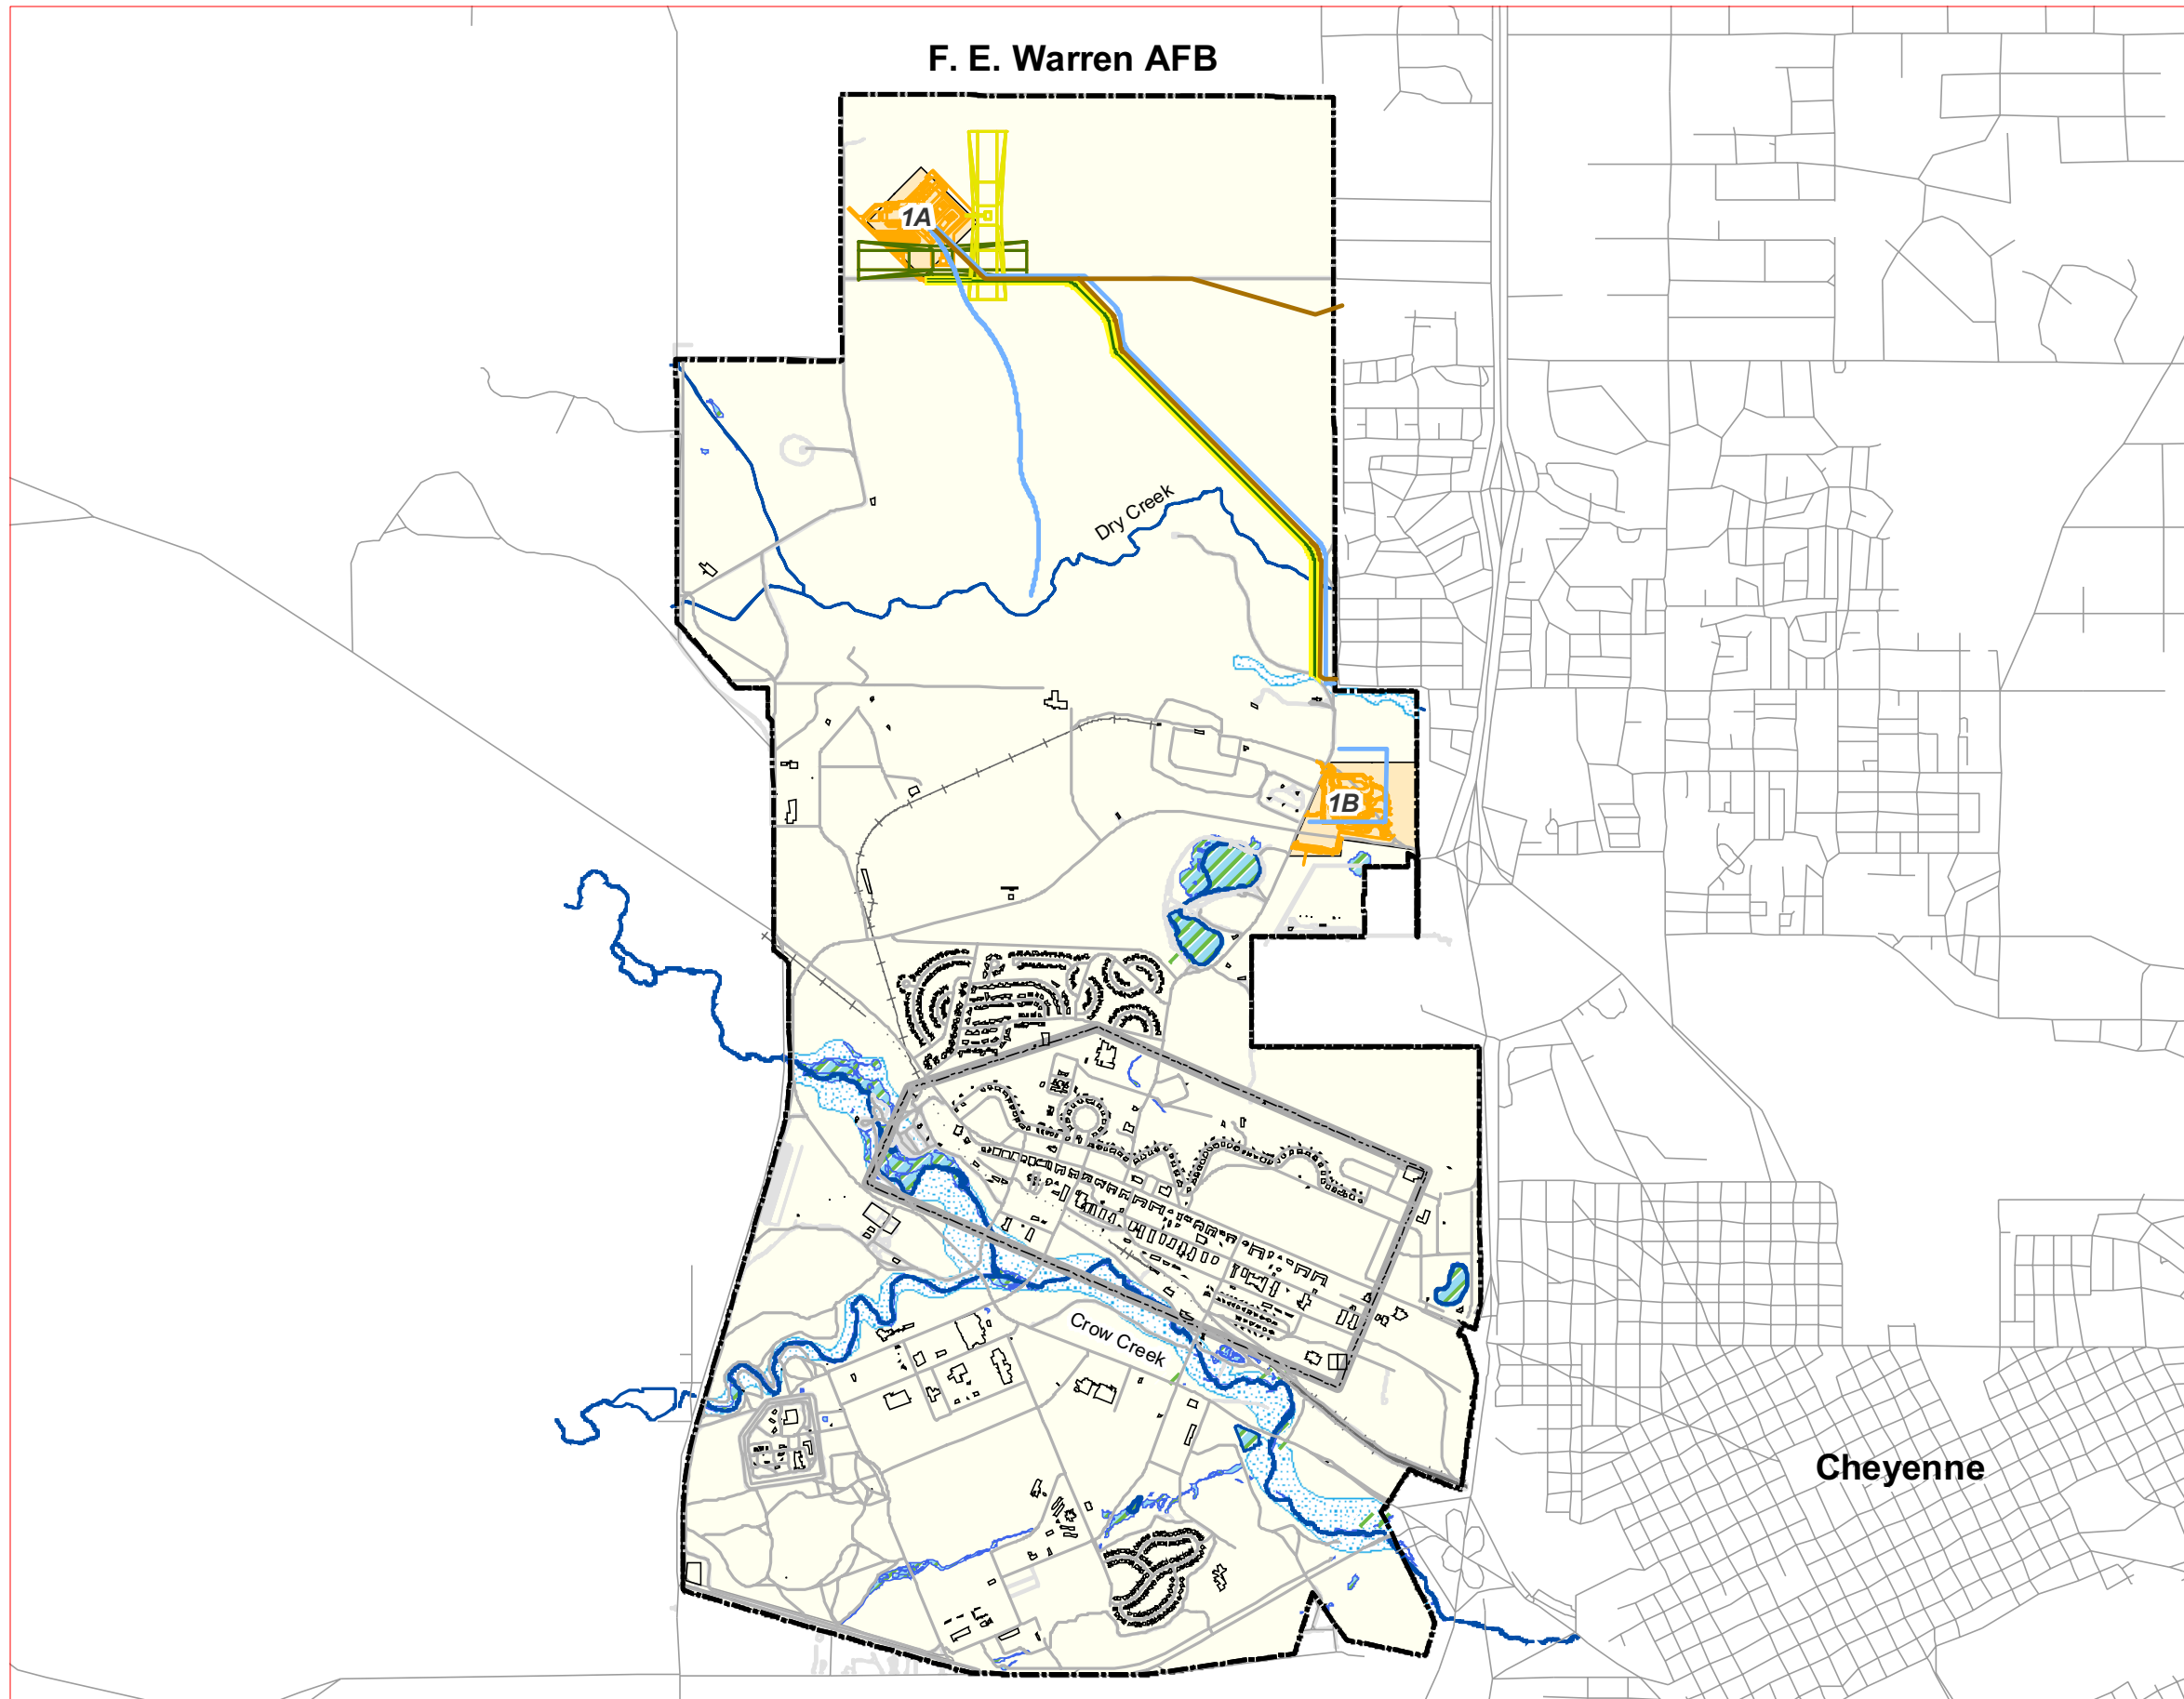 F. E. Warren AFB
1A
Dry Creek
1B
Crow Creek
Cheyenne